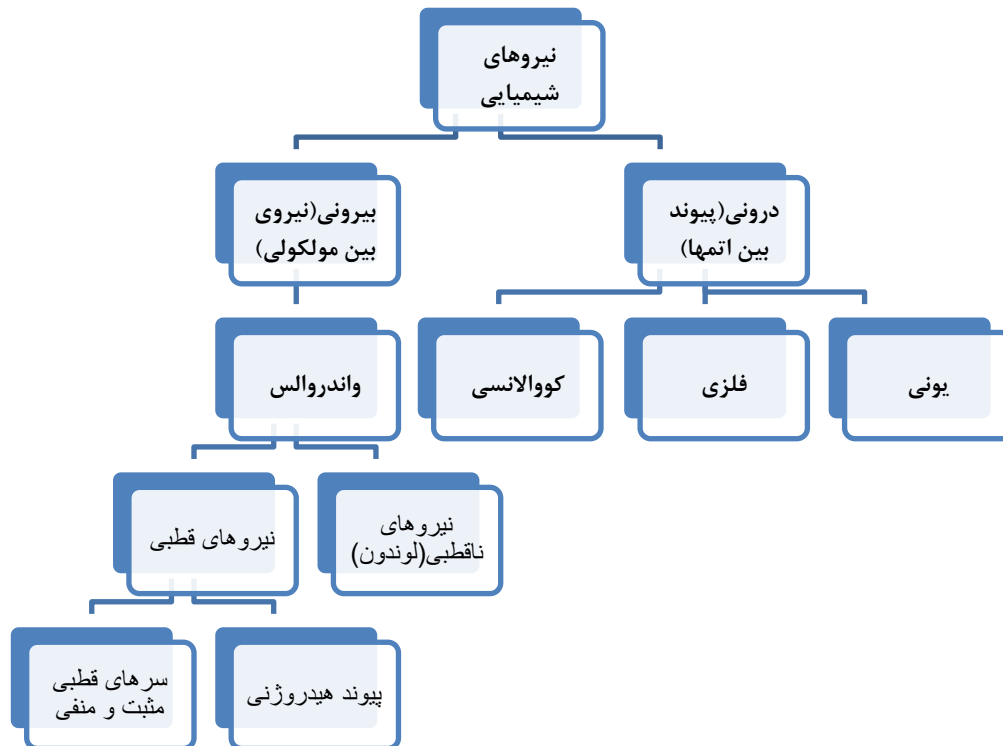 نیروهای
شیمیایی
درونی(پیوند
بین اتمها)
بیرونی(نیروی
بین مولکولی)
یونی
فلزی
کووالانسی
واندروالس
نیروهای
ناقطبی(لوندون)
نیروهای قطبی
پیوند هیدروژنی
سرهای قطبی
مثبت و منفی